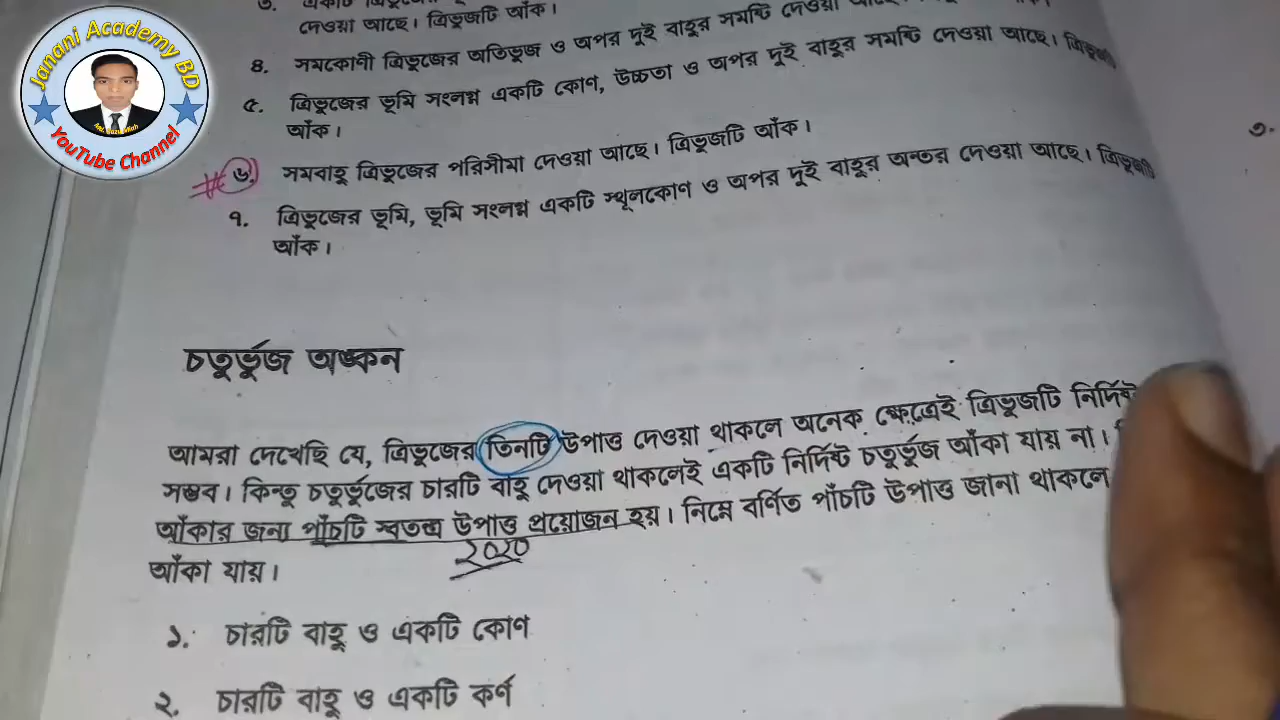 Janani Academy BD
YouTube Channel
৩. একটি
দেওয়া আছে। ত্রিভুজটি আঁক।
৪. সমকোণী ত্রিভুজের অতিভুজ ও অপর দুই বাহুর সমষ্টি দেওয়া
৫. ত্রিভুজের ভূমি সংলগ্ন একটি কোণ, উচ্চতা ও অপর দুই বাহুর সমষ্টি দেওয়া আছে। ত্রিভুজটি
আঁক।
৬. সমবাহু ত্রিভুজের পরিসীমা দেওয়া আছে। ত্রিভুজটি আঁক।
৭. ত্রিভুজের ভূমি, ভূমি সংলগ্ন একটি স্থূলকোণ ও অপর দুই বাহুর অন্তর দেওয়া আছে। ত্রিভুজটি
আঁক।
৩.
চতুর্ভুজ অঙ্কন
আমরা দেখেছি যে, ত্রিভুজের তিনটি উপাত্ত দেওয়া থাকলে অনেক ক্ষেত্রেই ত্রিভুজটি নির্দিষ্ট
সম্ভব। কিন্তু চতুর্ভুজের চারটি বাহু দেওয়া থাকলেই একটি নির্দিষ্ট চতুর্ভুজ আঁকা যায় না।
আঁকার জন্য পাঁচটি স্বতন্ত্র উপাত্ত প্রয়োজন হয়। নিম্নে বর্ণিত পাঁচটি উপাত্ত জানা থাকলে
২০২০
আঁকা যায়।
১. চারটি বাহু ও একটি কোণ
২. চারটি বাহু ও একটি কর্ণ